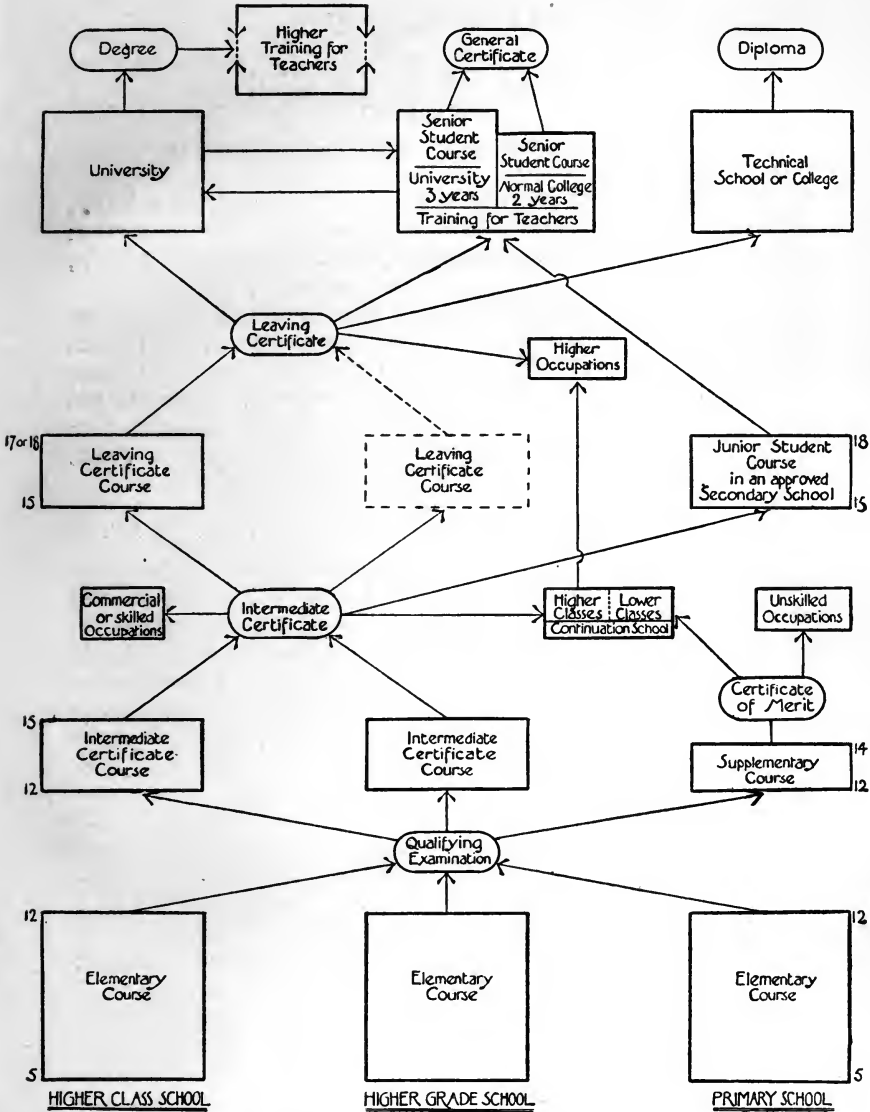 Degree
Higher
Training for
Teachers
General
Certificate
Diploma
University
Senior
Student
Course
University
3 years
Senior
Student Course
Normal College
2 years
Training for Teachers
Technical
School or College
Leaving
Certificate
Higher
Occupations
17 or 18
15
Leaving
Certificate
Course
Leaving
Certificate
Course
Junior Student
Course
in an approved
Secondary School
18
15
Commercial
or skilled
Occupations
Intermediate
Certificate
Higher
Classes
Lower
Classes
Continuation School
Unskilled
Occupations
Certificate
of Merit
15
12
Intermediate
Certificate
Course
Intermediate
Certificate
Course
Supplementary
Course
14
12
Qualifying
Examination
12
5
Elementary
Course
Elementary
Course
Elementary
Course
12
5
HIGHER CLASS SCHOOL
HIGHER GRADE SCHOOL
PRIMARY SCHOOL